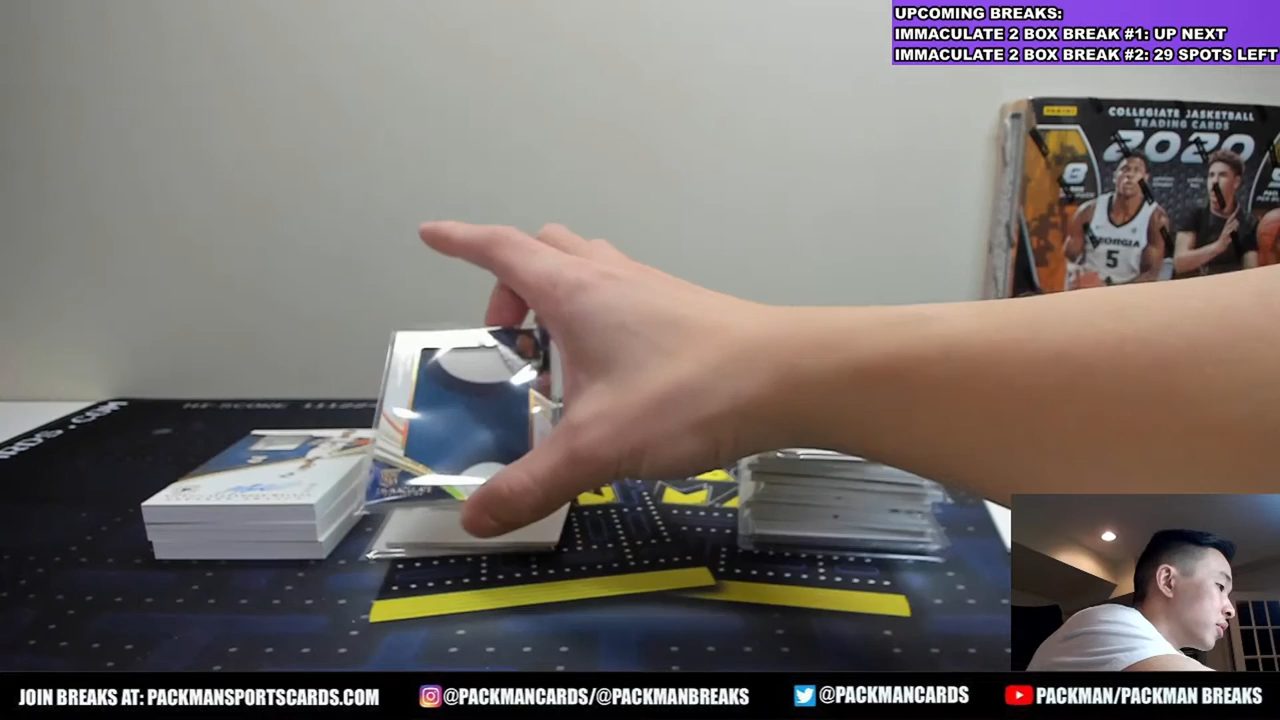 UPCOMING BREAKS:
IMMACULATE 2 BOX BREAK #1: UP NEXT
IMMACULATE 2 BOX BREAK #2: 29 SPOTS LEFT
PANINI
COLLEGIATE BASKETBALL
TRADING CARDS
2020
8
GEORGIA
5
JOIN BREAKS AT: PACKMANSPORTSCARDS.COM
@PACKMANCARDS/@PACKMANBREAKS
@PACKMANCARDS
PACKMAN/PACKMAN BREAKS